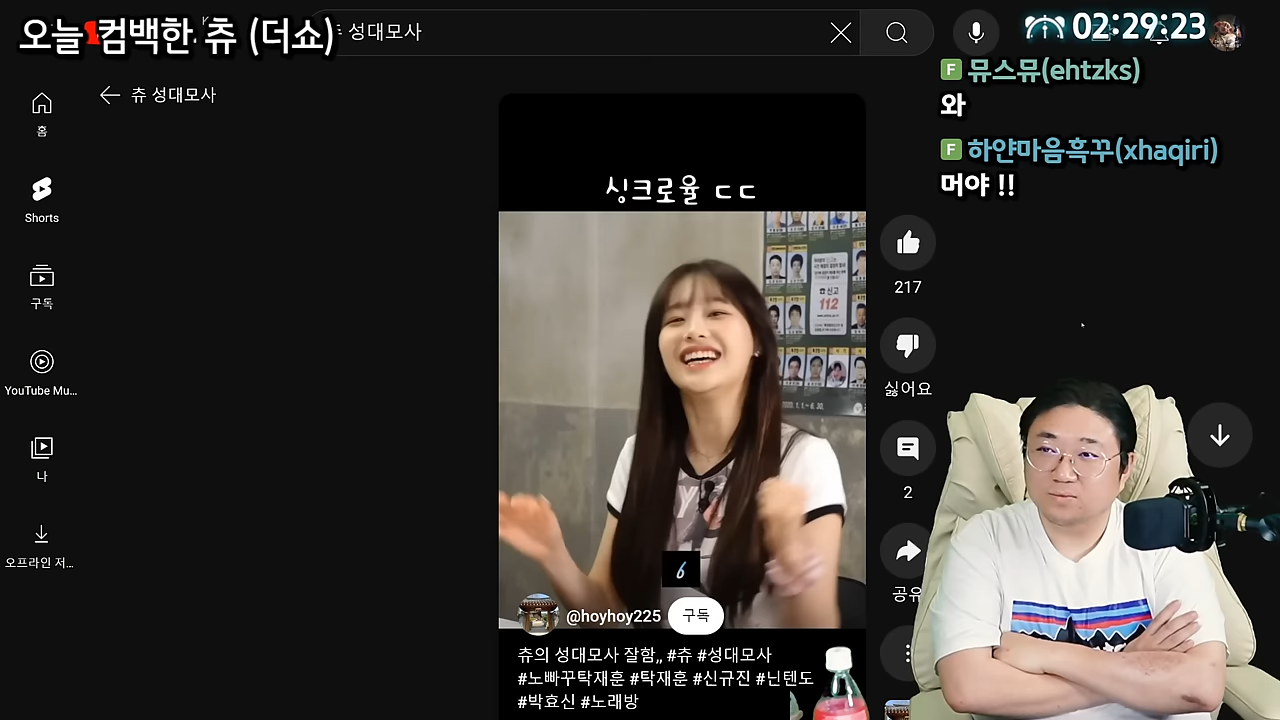 오늘 컴백한 츄 (더쇼)
츄 성대모사
02:29:23
츄 성대모사
홈
Shorts
구독
YouTube Mu...
나
오프라인 저...
싱크로율 ㄷㄷ
신고
112
6
@hoyhoy225
구독
츄의 성대모사 잘함,, #츄 #성대모사
#노빠꾸탁재훈 #탁재훈 #신규진 #닌텐도
#박효신 #노래방
217
싫어요
2
공유
F 뮤스뮤(ehtzks)
와
F 하얀마음흑꾸(xhaqiri)
머야 !!